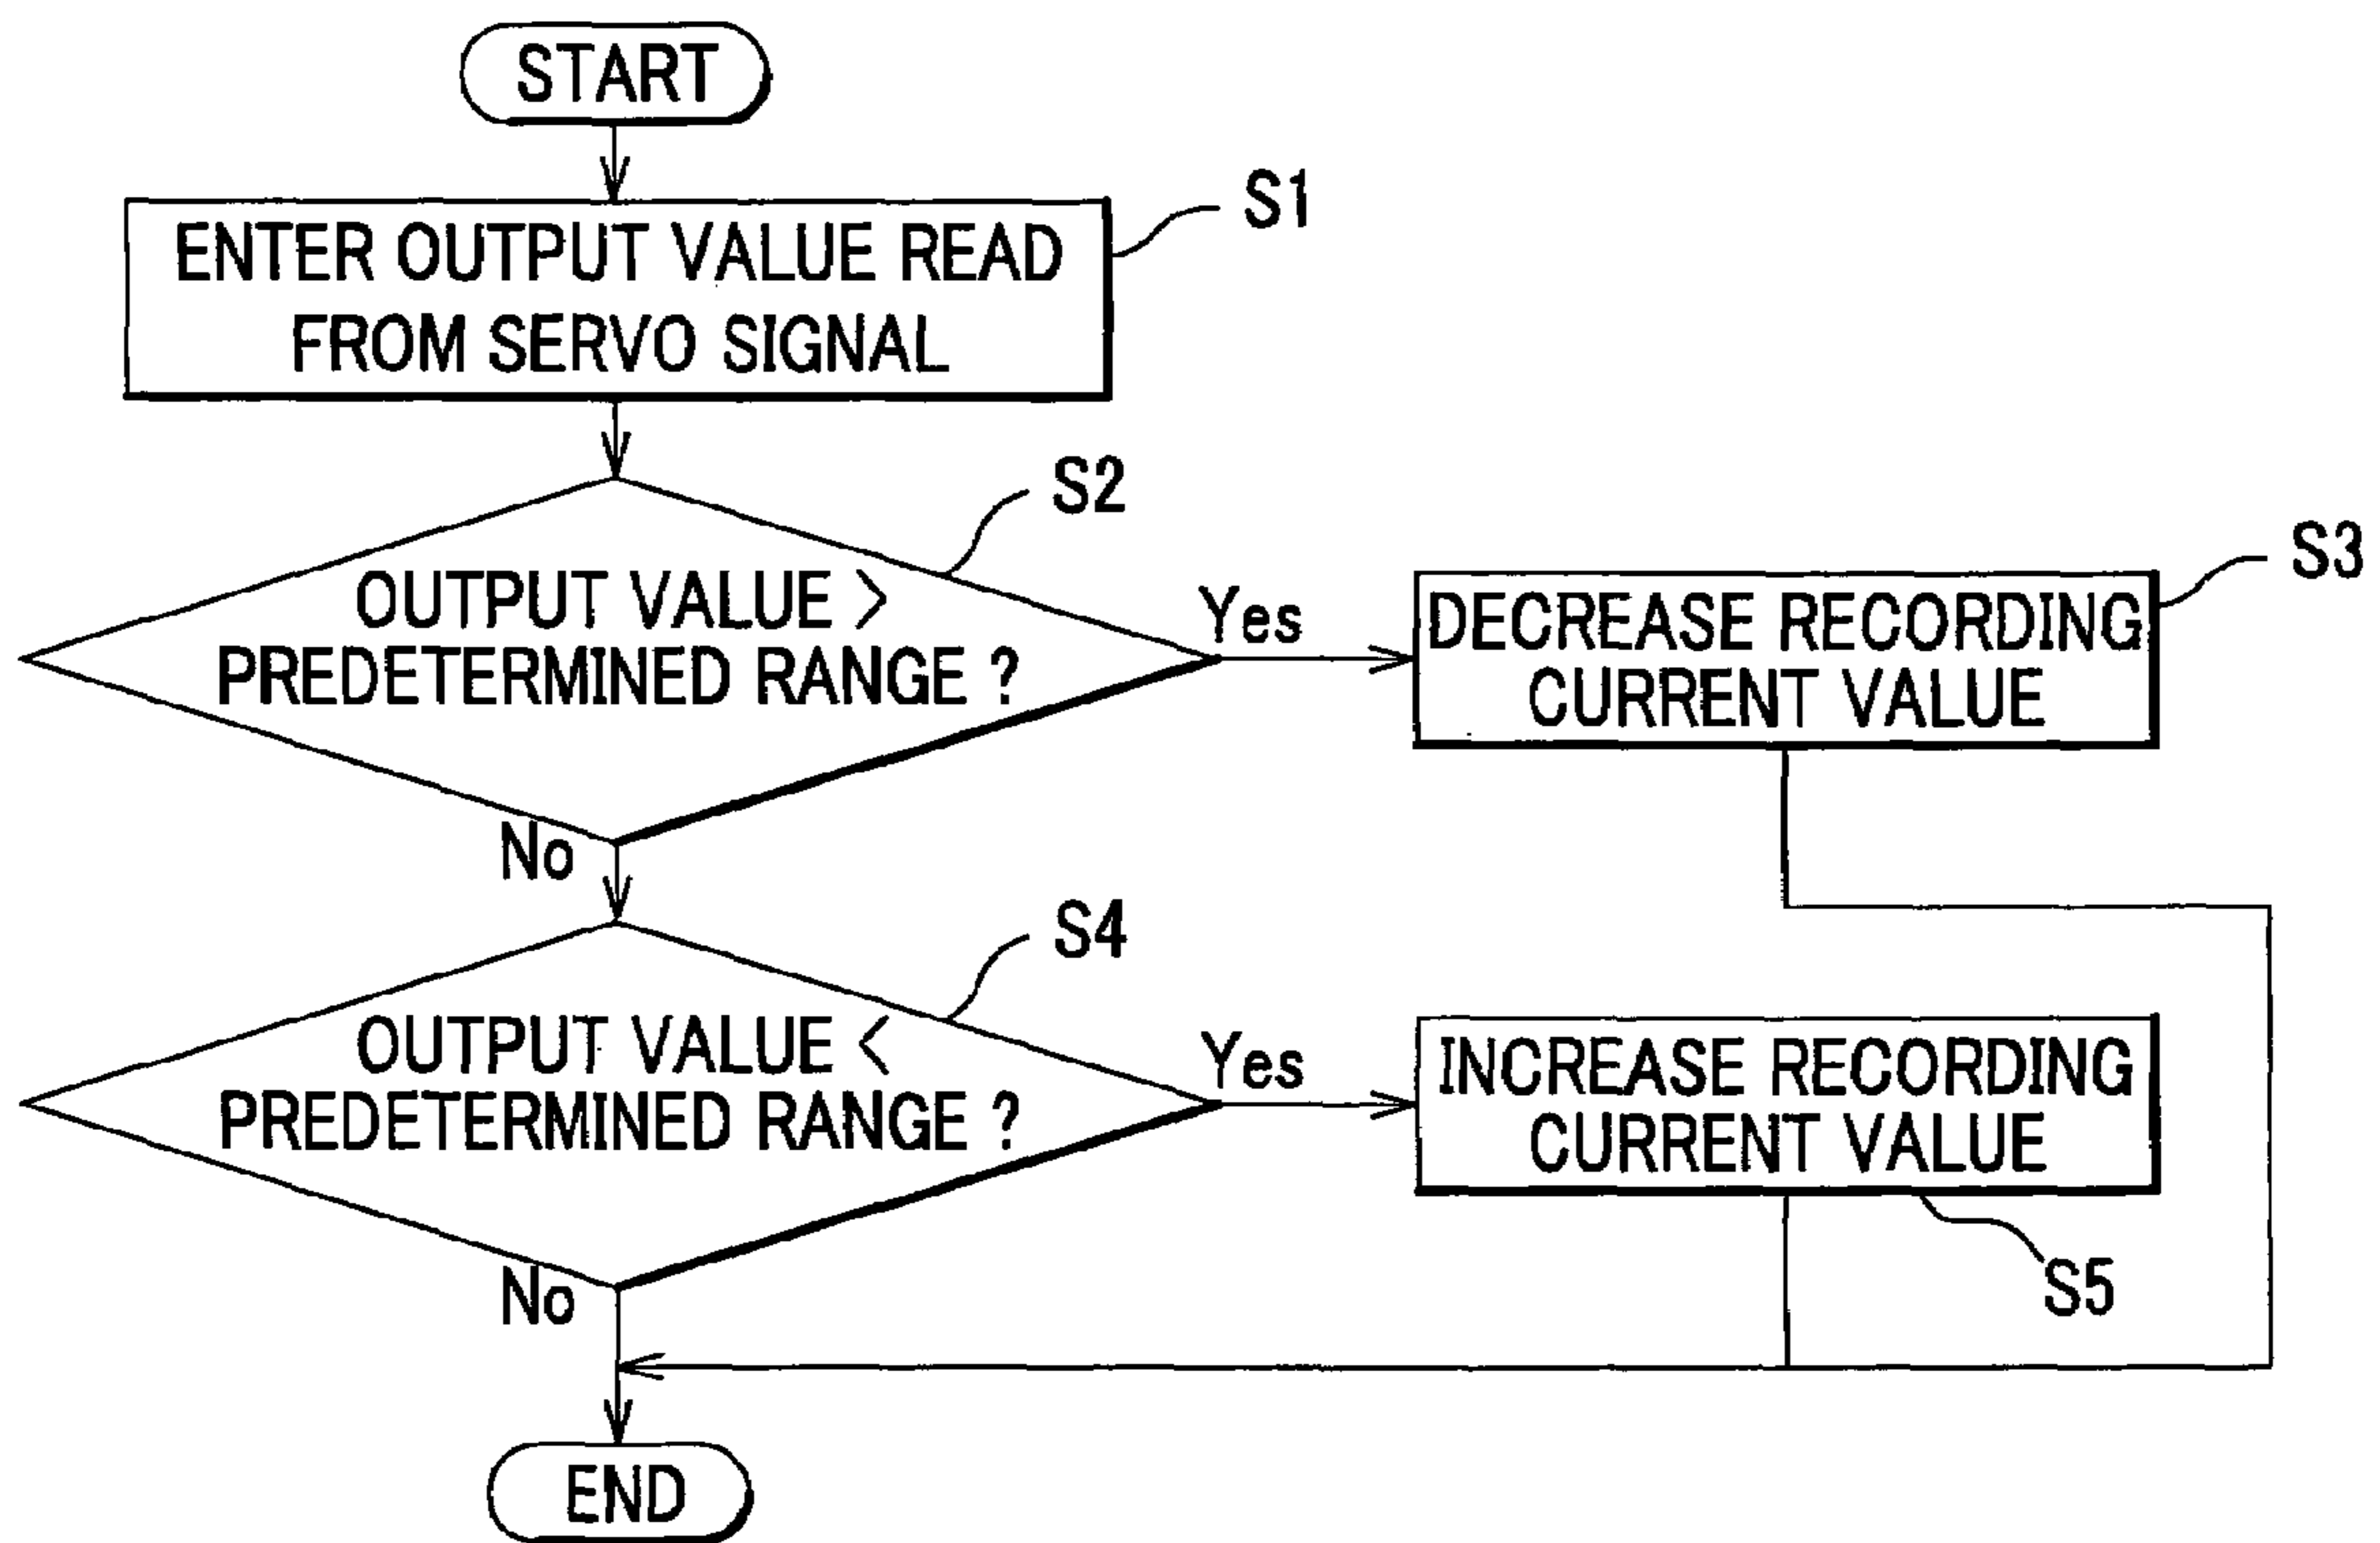 START
S1
ENTER OUTPUT VALUE READ
FROM SERVO SIGNAL
S2
OUTPUT VALUE >
PREDETERMINED RANGE ?
Yes
S3
DECREASE RECORDING
CURRENT VALUE
No
S4
OUTPUT VALUE <
PREDETERMINED RANGE ?
Yes
INCREASE RECORDING
CURRENT VALUE
S5
No
END